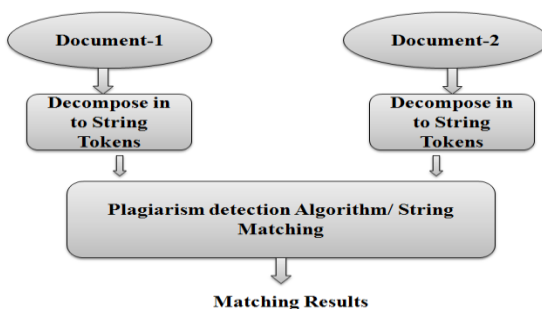 Document-1
Document-2
Decompose in
to String
Tokens
Decompose in
to String
Tokens
Plagiarism detection Algorithm/ String
Matching
Matching Results